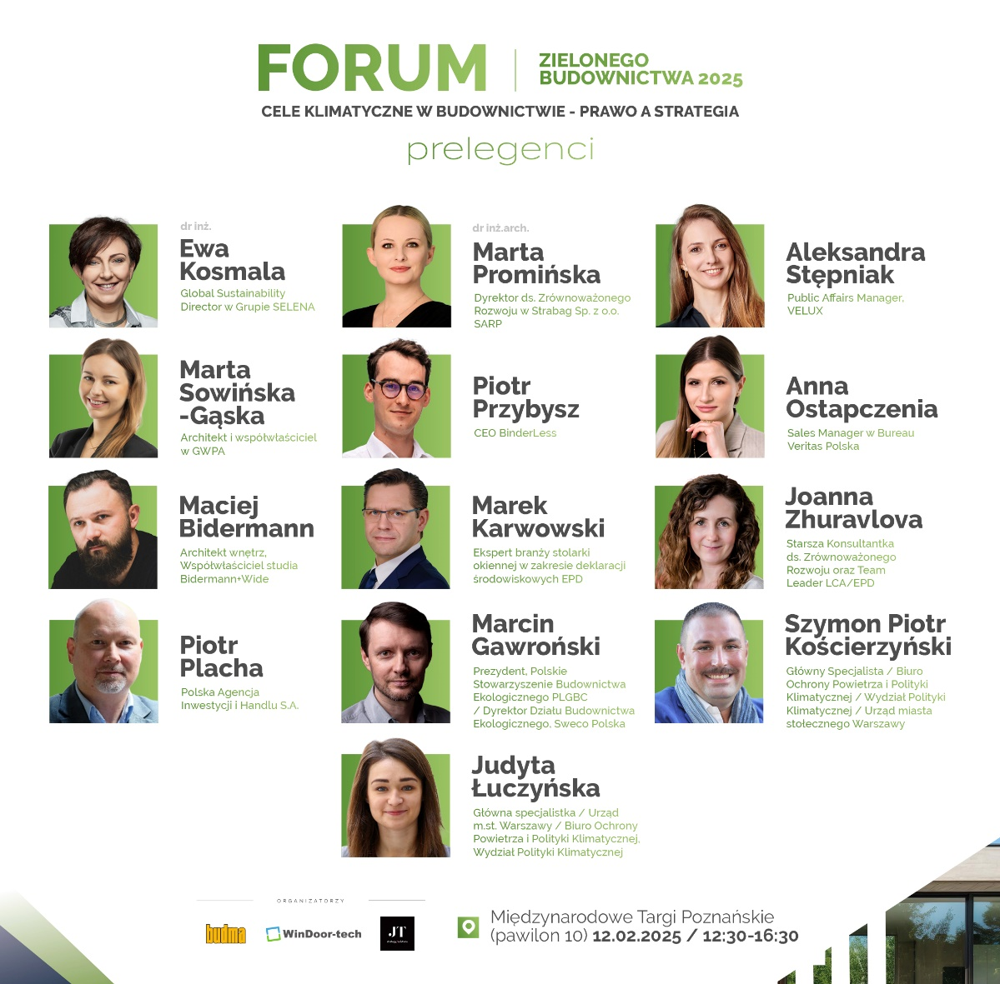 FORUM
ZIELONEGO
BUDOWNICTWA 2025
CELE KLIMATYCZNE W BUDOWNICTWIE - PRAWO A STRATEGIA
prelegenci
dr inż.
Ewa
Kosmala
Global Sustainability
Director w Grupie SELENA
dr inż.arch.
Marta
Promińska
Dyrektor ds. Zrównoważonego
Rozwoju w Strabag Sp. z o.o.
SARP
Aleksandra
Stępniak
Public Affairs Manager,
VELUX
Marta
Sowińska
-Gąska
Architekt i współwłaściciel
w GWPA
Piotr
Przybysz
CEO BinderLess
Anna
Ostapczenia
Sales Manager w Bureau
Veritas Polska
Maciej
Bidermann
Architekt wnętrz,
Współwłaściciel studia
Bidermann+Wide
Marek
Karwowski
Ekspert branży stolarki
okiennej w zakresie deklaracji
środowiskowych EPD
Joanna
Zhuravlova
Starsza Konsultantka
ds. Zrównoważonego
Rozwoju oraz Team
Leader LCA/EPD
Piotr
Placha
Polska Agencja
Inwestycji i Handlu S.A.
Marcin
Gawroński
Prezydent, Polskie
Stowarzyszenie Budownictwa
Ekologicznego PLGBC
/ Dyrektor Działu Budownictwa
Ekologicznego, Sweco Polska
Szymon Piotr
Kościerzyński
Główny Specjalista / Biuro
Ochrony Powietrza i Polityki
Klimatycznej / Wydział Polityki
Klimatycznej / Urząd miasta
stołecznego Warszawy
Judyta
Łuczyńska
Główna specjalistka / Urząd
m.st. Warszawy / Biuro Ochrony
Powietrza i Polityki Klimatycznej,
Wydział Polityki Klimatycznej
ORGANIZATORZY
budma
WinDoor-tech
JT
Międzynarodowe Targi Poznańskie
(pawilon 10) 12.02.2025 / 12:30-16:30